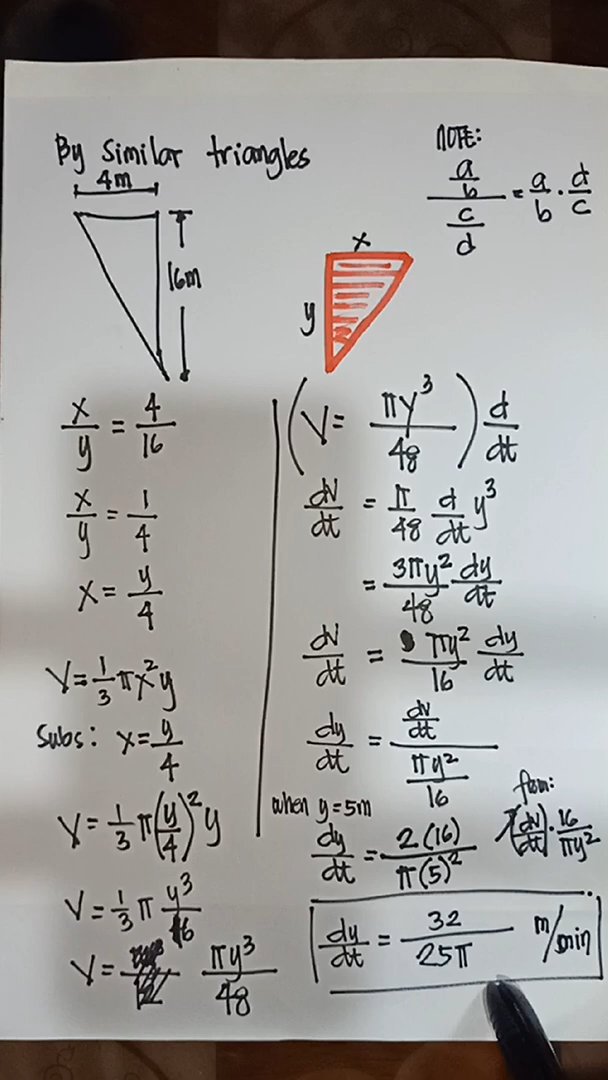 By Similar triangles
4m
16m
NOTE:
a/b / c/d = a/b · d/c
x
y
x/y = 4/16
x/y = 1/4
x = y/4
V = 1/3 πx²y
Subs: x = y/4
V = 1/3 π(y/4)² y
V = 1/3 π y³/16
V = πy³/48
(V = πy³/48) d/dt
dV/dt = π/48 d/dt y³
= 3πy²/48 dy/dt
dV/dt = πy²/16 dy/dt
dy/dt = dV/dt / πy²/16
when y = 5m
from:
(dV/dt) · 16/πy²
dy/dt = 2(16)/π(5)²
dy/dt = 32/25π m/min